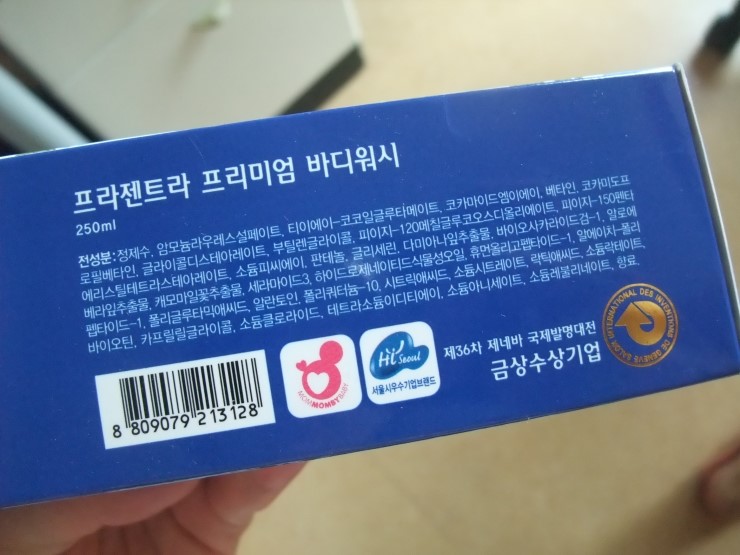 프라젠트라 프리미엄 바디워시
250ml
전성분:정제수, 암모늄라우레스설페이트, 티이에이-코코일글루타메이트, 코카마이드엠이에이, 베타인, 코카미도프
로필베타인, 글라이콜디스테아레이트, 부틸렌글라이콜, 피이지-120메칠글루코오스디올리에이트, 피이지-150펜타
에리스틸테트라스테아레이트, 소듐피씨에이, 판테놀, 글리세린, 다미아나잎추출물, 바이오사카라이드검-1, 알로에
베라잎추출물, 캐모마일꽃추출물, 세라마이드3, 하이드로제네이티드식물성오일, 휴먼올리고펩타이드-1, 알에이치-폴리
펩타이드-1, 폴리글루타믹애씨드, 알란토인, 폴리쿼터늄-10, 시트릭애씨드, 소듐시트레이트, 락틱애씨드, 소듐락테이트,
바이오틴, 카프릴릴글라이콜, 소듐클로라이드, 테트라소듐이디티에이, 소듐아니세이트, 소듐레불리네이트, 향료
8 809079 213128
MOM MOMBY BABY
Hi Seoul
서울시우수기업브랜드
제36차 제네바 국제발명대전
금상수상기업
INTERNATIONAL DES INVENTIONS DE GENEVE SALON